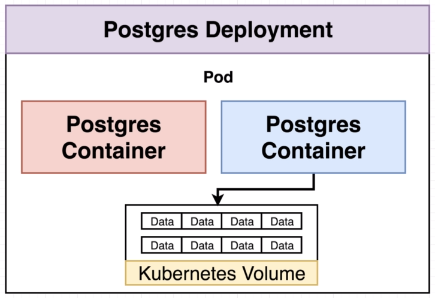 Postgres Deployment
Pod
Postgres
Container
Postgres
Container
Data Data Data Data
Data Data Data Data
Kubernetes Volume